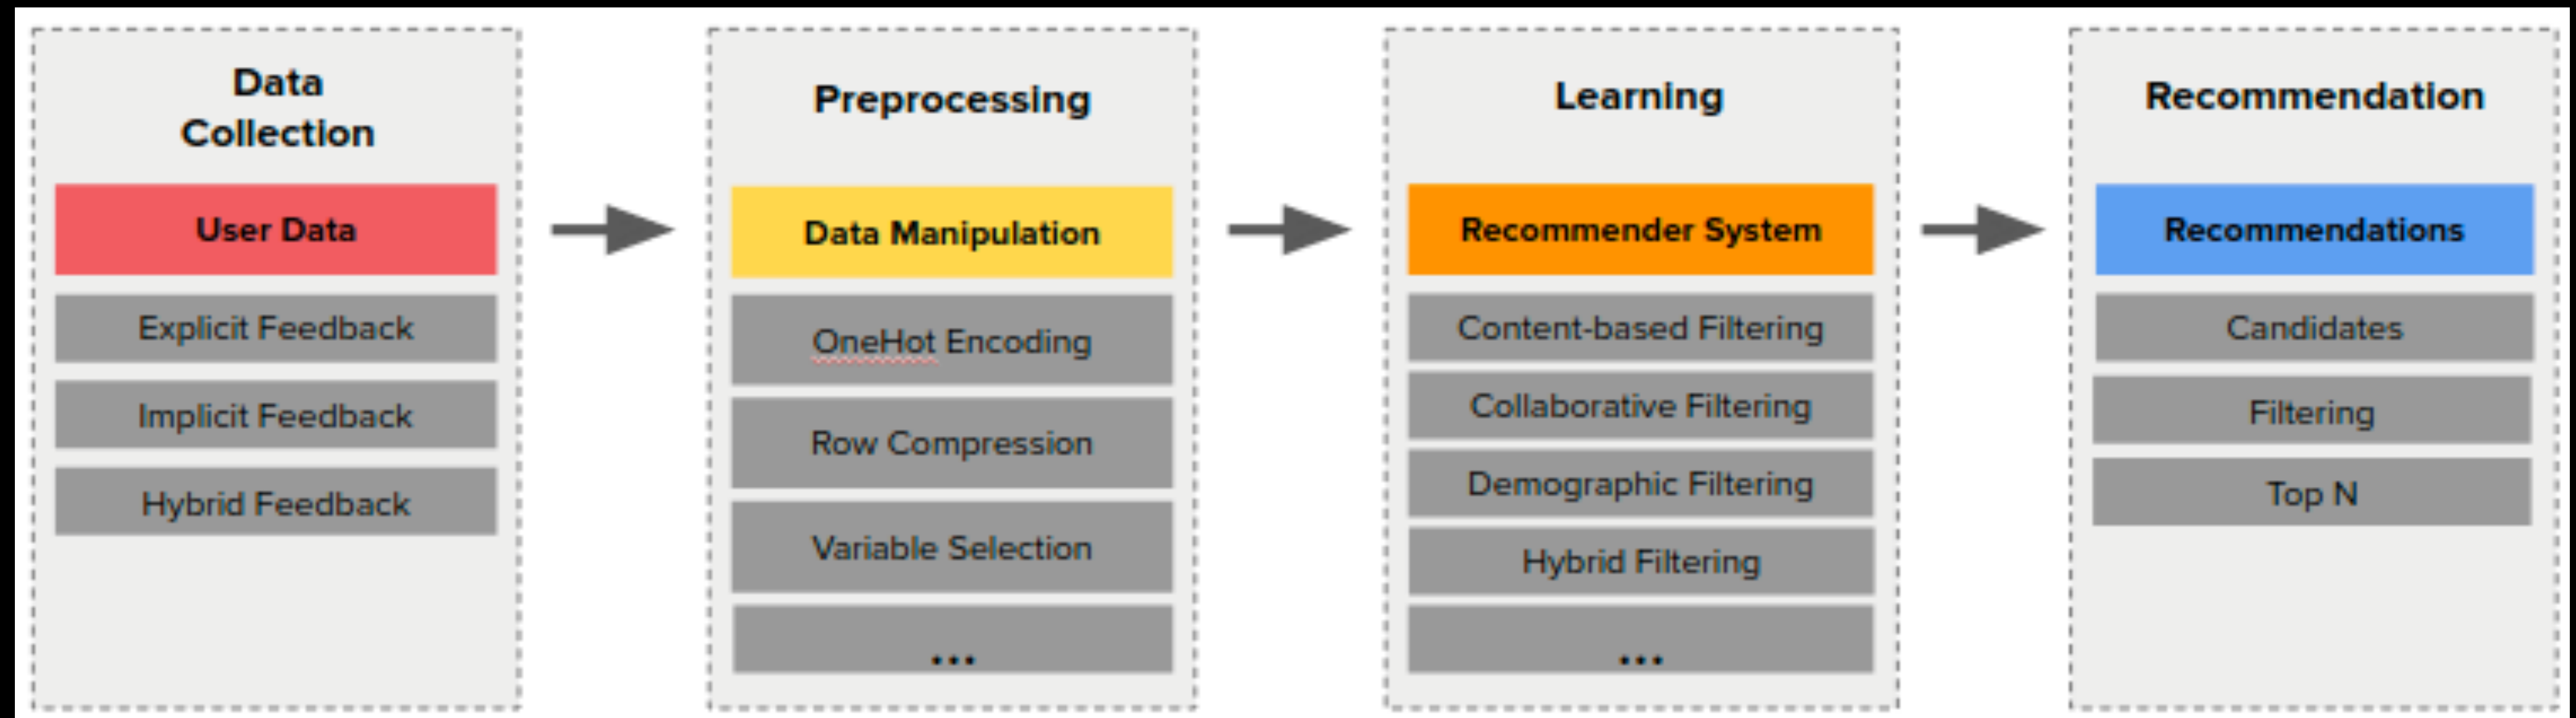 Data
Collection
User Data
Explicit Feedback
Implicit Feedback
Hybrid Feedback
Preprocessing
Data Manipulation
OneHot Encoding
Row Compression
Variable Selection
...
Learning
Recommender System
Content-based Filtering
Collaborative Filtering
Demographic Filtering
Hybrid Filtering
...
Recommendation
Recommendations
Candidates
Filtering
Top N